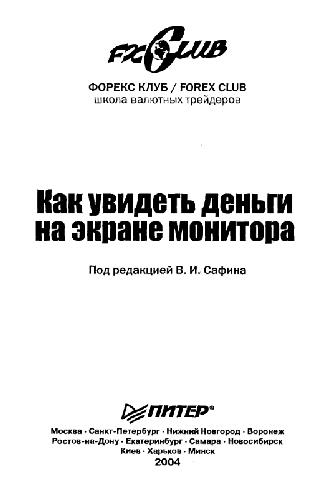 FXCLUB
ФОРЕКС КЛУБ / FOREX CLUB
школа валютных трейдеров
Как увидеть деньги
на экране монитора
Под редакцией В. И. Сафина
ПИТЕР®
Москва · Санкт-Петербург · Нижний Новгород · Воронеж
Ростов-на-Дону · Екатеринбург · Самара · Новосибирск
Киев · Харьков · Минск
2004